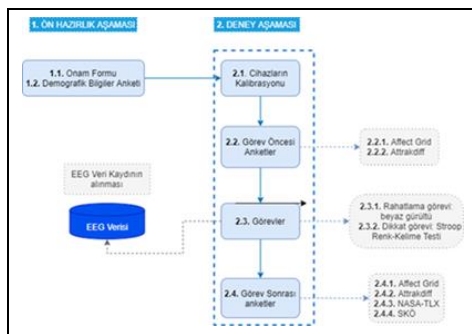 1. ÖN HAZIRLIK AŞAMASI
2. DENEY AŞAMASI
1.1. Onam Formu
1.2. Demografik Bilgiler Anketi
2.1. Cihazların
Kalibrasyonu
2.2. Görev Öncesi
Anketler
2.2.1. Affect Grid
2.2.2. Attrakdiff
EEG Veri Kaydının
alınması
EEG Verisi
2.3. Görevler
2.3.1. Rahatlama görevi:
beyaz gürültü
2.3.2. Dikkat görevi: Stroop
Renk-Kelime Testi
2.4. Görev Sonrası
anketler
2.4.1. Affect Grid
2.4.2. Attrakdiff
2.4.3. NASA-TLX
2.4.4. SKÖ